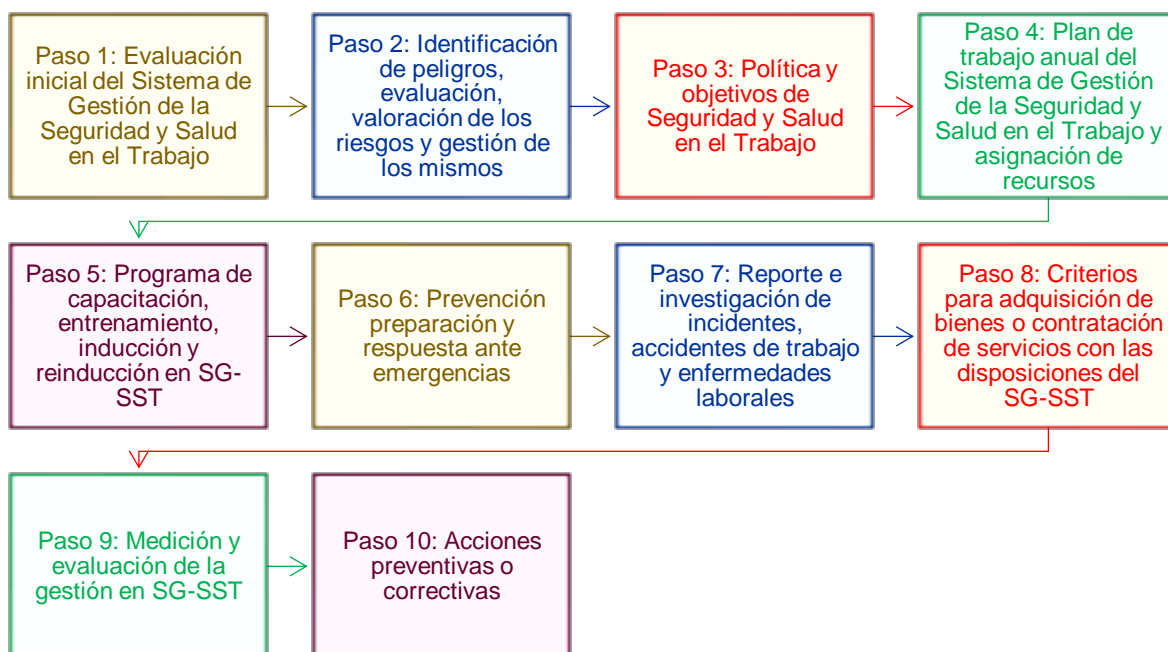 Paso 1: Evaluación
inicial del Sistema de
Gestión de la
Seguridad y Salud
en el Trabajo
Paso 2: Identificación
de peligros,
evaluación,
valoración de los
riesgos y gestión de
los mismos
Paso 3: Política y
objetivos de
Seguridad y Salud
en el Trabajo
Paso 4: Plan de
trabajo anual del
Sistema de Gestión
de la Seguridad y
Salud en el Trabajo y
asignación de
recursos
Paso 5: Programa de
capacitación,
entrenamiento,
inducción y
reinducción en SG-
SST
Paso 6: Prevención
preparación y
respuesta ante
emergencias
Paso 7: Reporte e
investigación de
incidentes,
accidentes de trabajo
y enfermedades
laborales
Paso 8: Criterios
para adquisición de
bienes o contratación
de servicios con las
disposiciones del
SG-SST
Paso 9: Medición y
evaluación de la
gestión en SG-SST
Paso 10: Acciones
preventivas o
correctivas